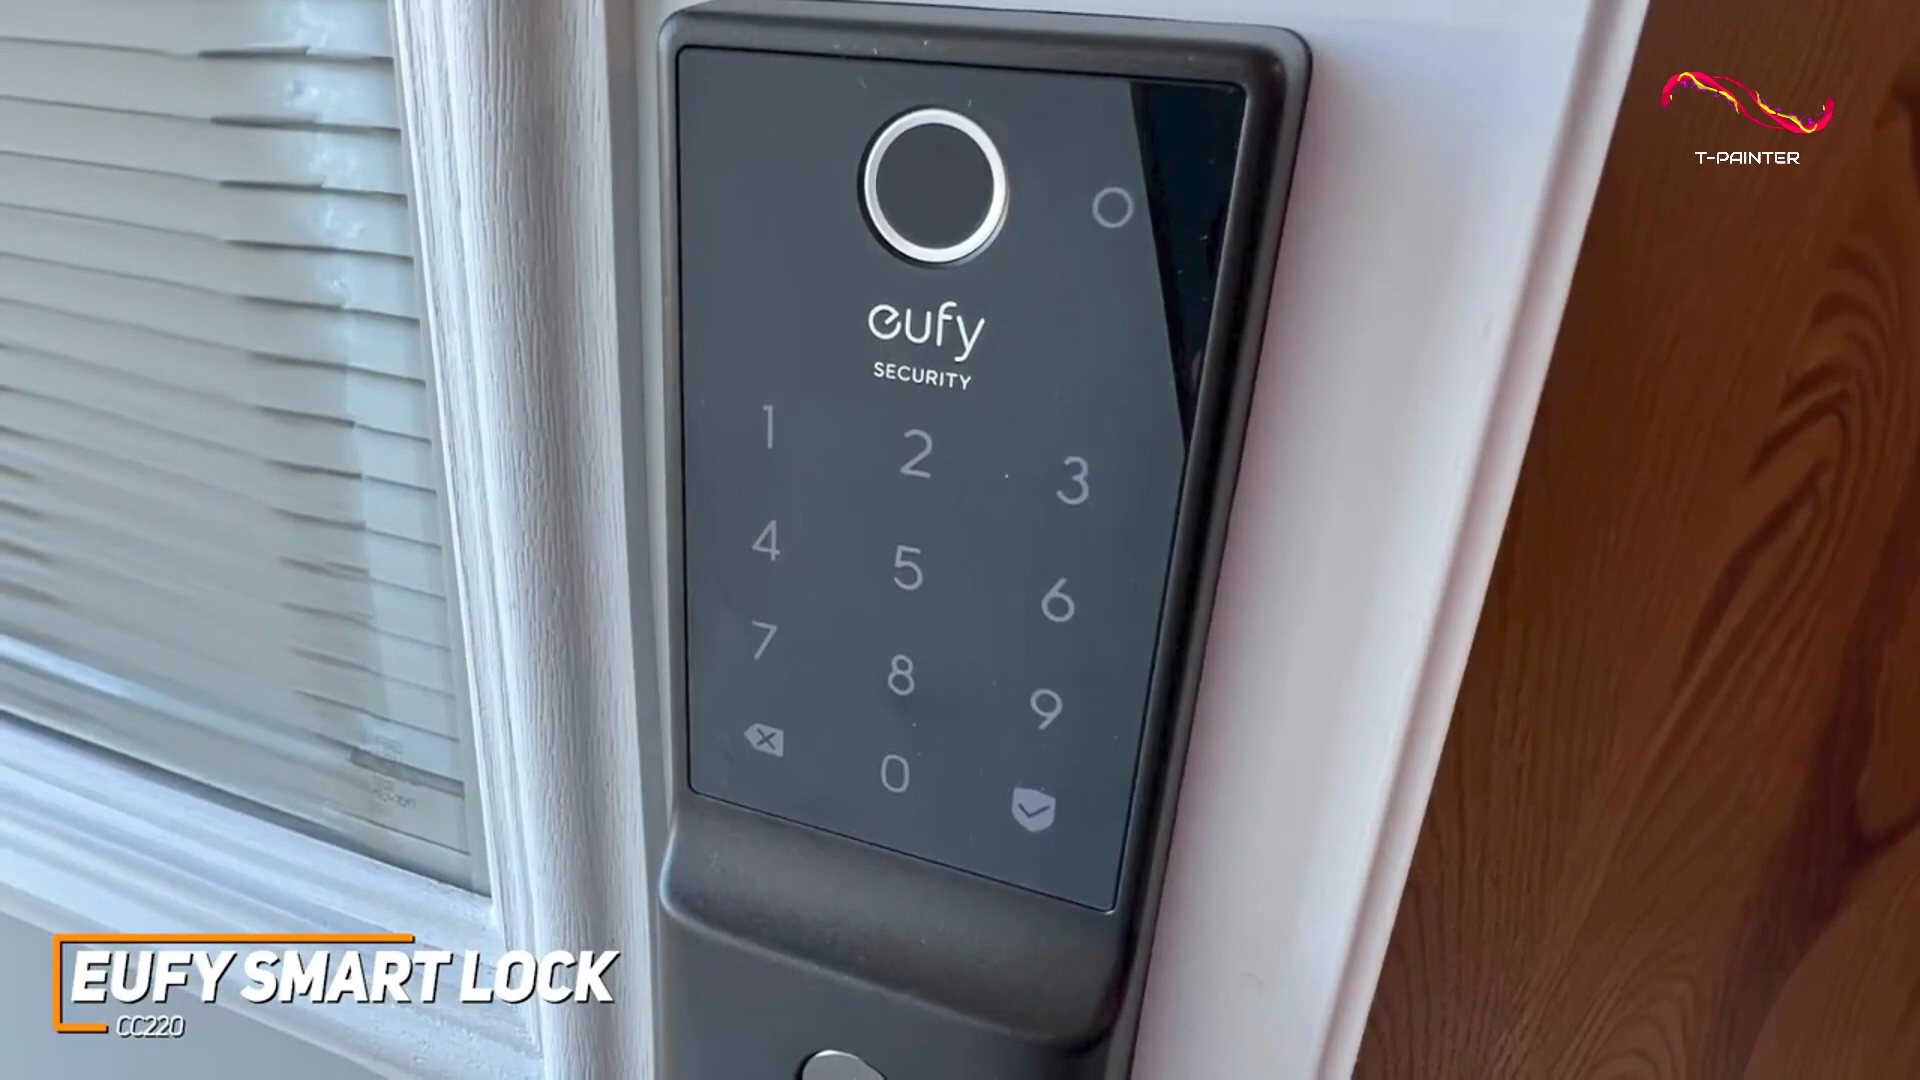 T-PAINTER
eufy
SECURITY
1 2 3
4 5 6
7 8 9
0
EUFY SMART LOCK
CC220